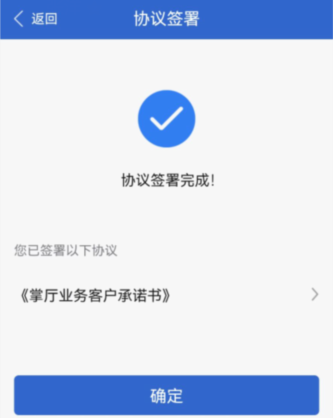 返回
协议签署
协议签署完成!
您已签署以下协议
《掌厅业务客户承诺书》
确定